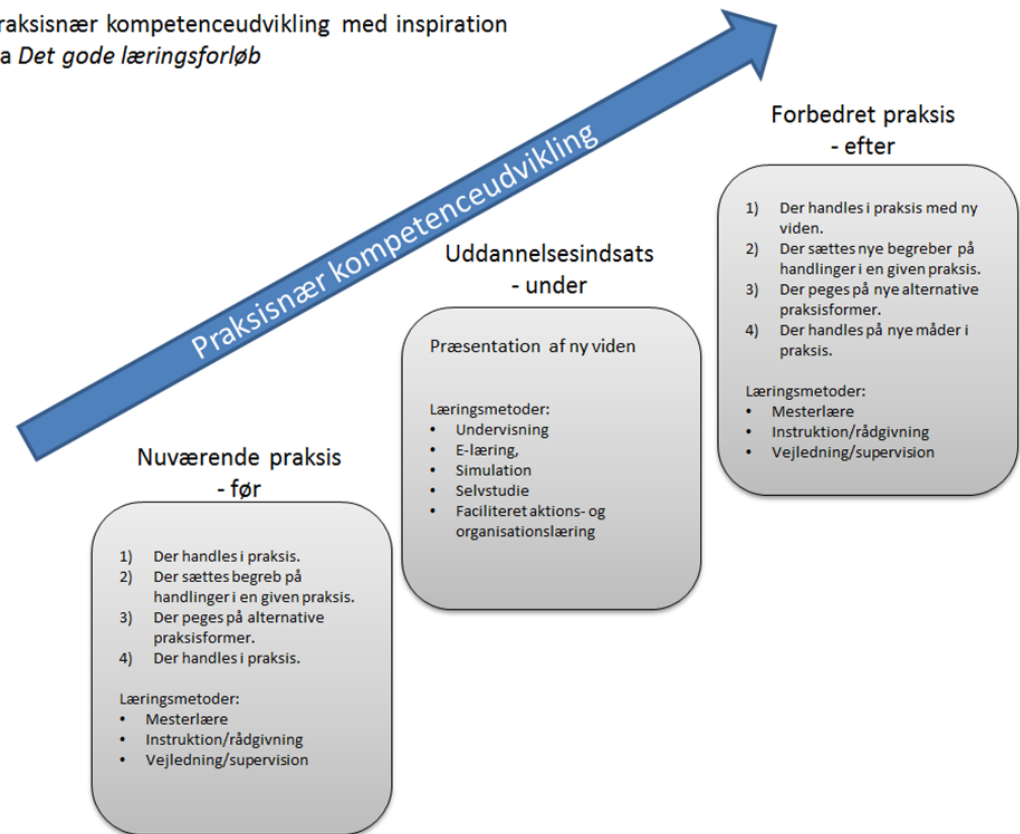 raksisnær kompetenceudvikling med inspiration
a Det gode læringsforløb
Praksisnær kompetenceudvikling
Nuværende praksis
- før
1) Der handles i praksis.
2) Der sættes begreb på
handlinger i en given praksis.
3) Der peges på alternative
praksisformer.
4) Der handles i praksis.
Læringsmetoder:
• Mesterlære
• Instruktion/rådgivning
• Vejledning/supervision
Uddannelsesindsats
- under
Præsentation af ny viden
Læringsmetoder:
• Undervisning
• E-læring,
• Simulation
• Selvstudie
• Faciliteret aktions- og
organisationslæring
Forbedret praksis
- efter
1) Der handles i praksis med ny
viden.
2) Der sættes nye begreber på
handlinger i en given praksis.
3) Der peges på nye alternative
praksisformer.
4) Der handles på nye måder i
praksis.
Læringsmetoder:
• Mesterlære
• Instruktion/rådgivning
• Vejledning/supervision